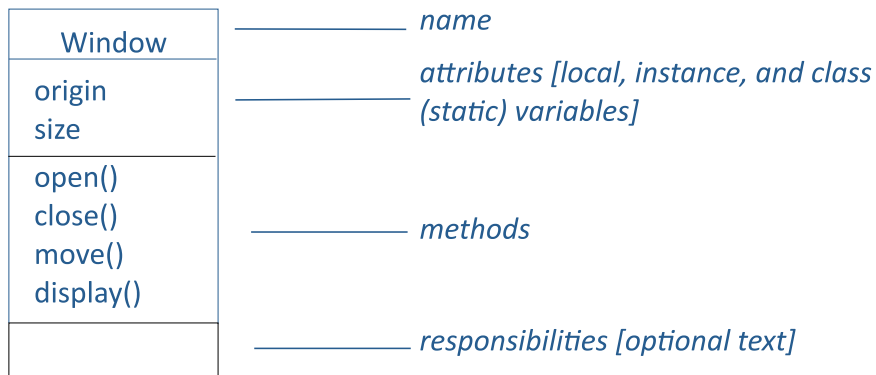 Window
name
origin
size
attributes [local, instance, and class
(static) variables]
open()
close()
move()
display()
methods
responsibilities [optional text]